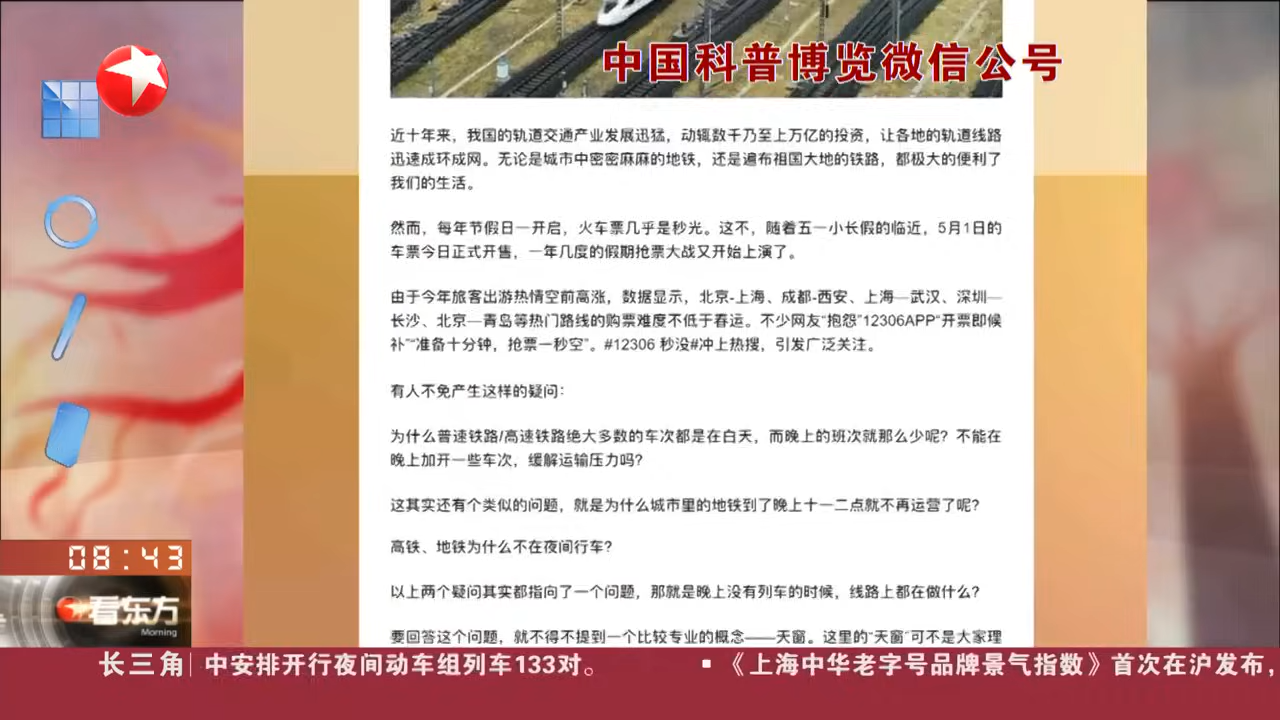 中国科普博览微信公号
近十年来，我国的轨道交通产业发展迅猛，动辄数千乃至上万亿的投资，让各地的轨道线路
迅速成环成网。无论是城市中密密麻麻的地铁，还是遍布祖国大地的铁路，都极大的便利了
我们的生活。
然而，每年节假日一开启，火车票几乎是秒光。这不，随着五一小长假的临近，5月1日的
车票今日正式开售，一年几度的假期抢票大战又开始上演了。
由于今年旅客出游热情空前高涨，数据显示，北京-上海、成都-西安、上海—武汉、深圳—
长沙、北京—青岛等热门路线的购票难度不低于春运。不少网友“抱怨”12306APP“开票即候
补”“准备十分钟，抢票一秒空”。#12306 秒没#冲上热搜，引发广泛关注。
有人不免产生这样的疑问：
为什么普速铁路/高速铁路绝大多数的车次都是在白天，而晚上的班次就那么少呢？不能在
晚上加开一些车次，缓解运输压力吗？
这其实还有个类似的问题，就是为什么城市里的地铁到了晚上十一二点就不再运营了呢？
高铁、地铁为什么不在夜间行车？
以上两个疑问其实都指向了一个问题，那就是晚上没有列车的时候，线路上都在做什么？
要回答这个问题，就不得不提到一个比较专业的概念——天窗。这里的“天窗”可不是大家理
08:43
看东方
Morning
长三角 中安排开行夜间动车组列车133对。 ▪《上海中华老字号品牌景气指数》首次在沪发布，